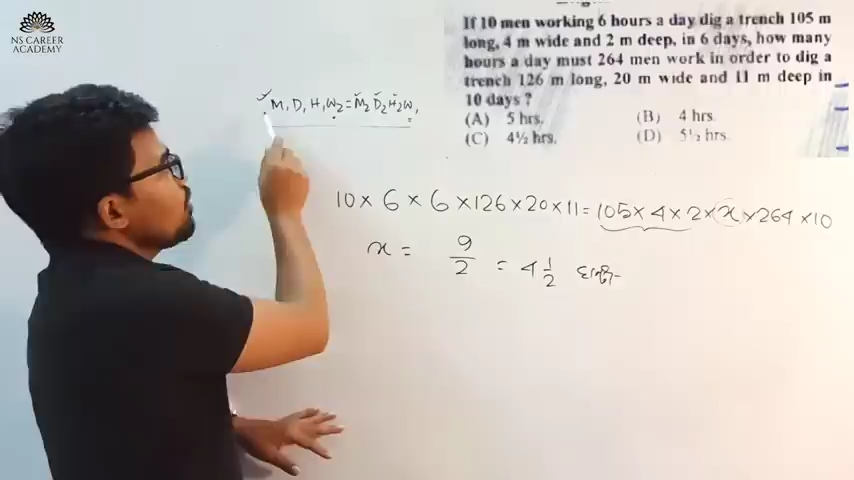 NS CAREER
ACADEMY
If 10 men working 6 hours a day dig a trench 105 m
long, 4 m wide and 2 m deep, in 6 days, how many
hours a day must 264 men work in order to dig a
trench 126 m long, 20 m wide and 11 m deep in
10 days ?
(A) 5 hrs. (B) 4 hrs.
(C) 4½ hrs. (D) 5½ hrs.
M₁D₁H₁W₂=M₂D₂H₂W₁
10 × 6 × 6 × 126 × 20 × 11 = 105 × 4 × 2 × x × 264 × 10
x = 9/2 = 4 1/2